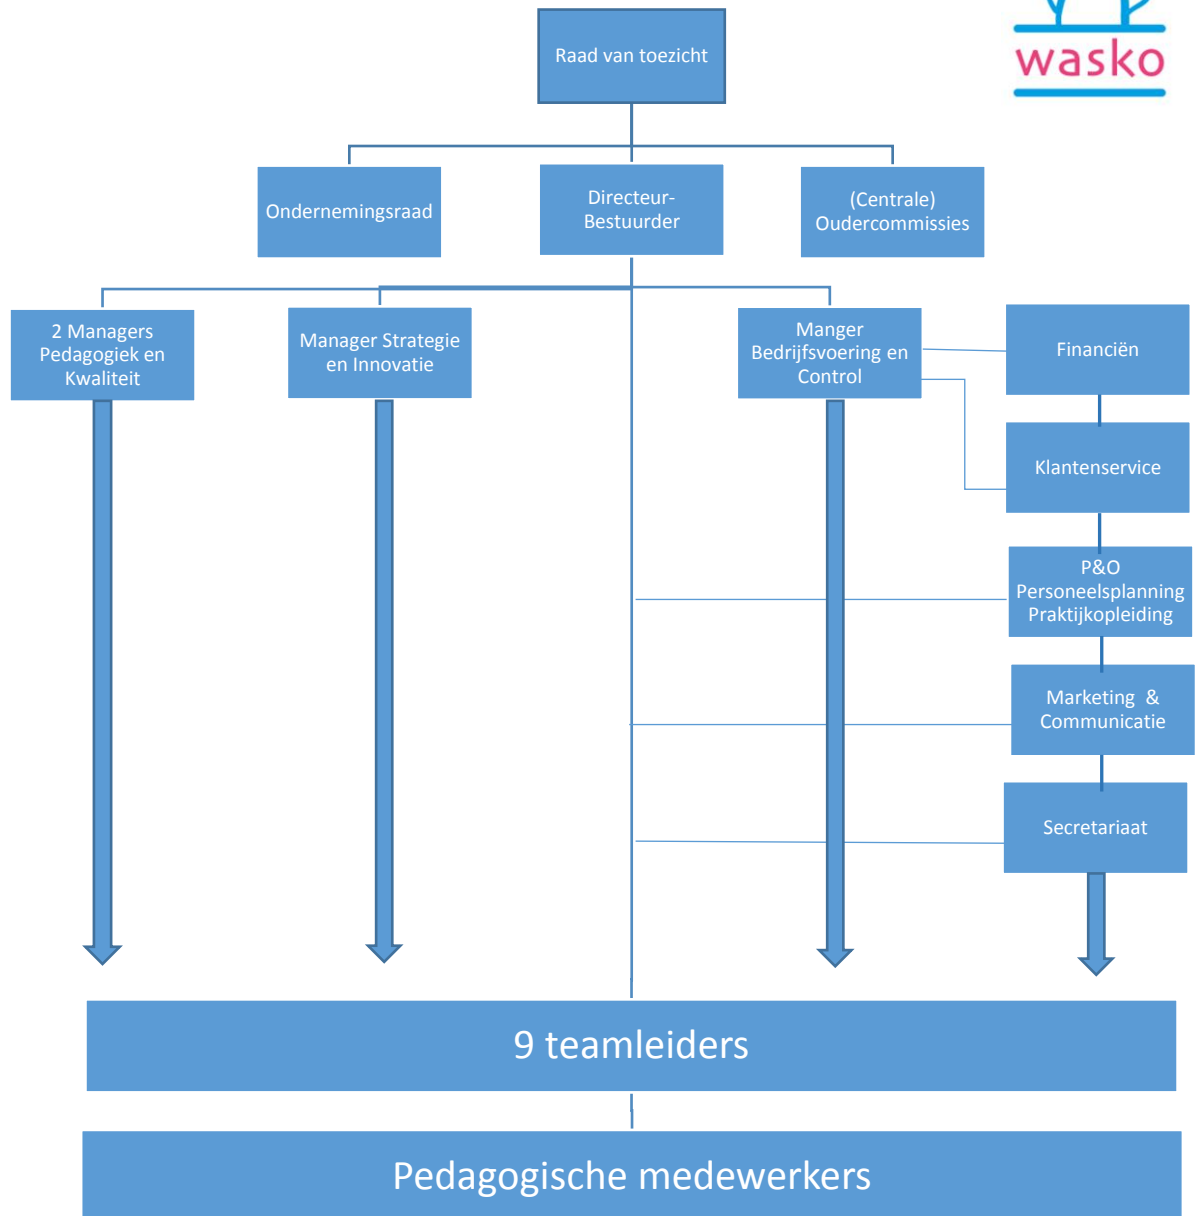 wasko
Raad van toezicht
Ondernemingsraad
Directeur-
Bestuurder
(Centrale)
Oudercommissies
2 Managers
Pedagogiek en
Kwaliteit
Manager Strategie
en Innovatie
Manger
Bedrijfsvoering en
Control
Financiën
Klantenservice
P&O
Personeelsplanning
Praktijkopleiding
Marketing &
Communicatie
Secretariaat
9 teamleiders
Pedagogische medewerkers